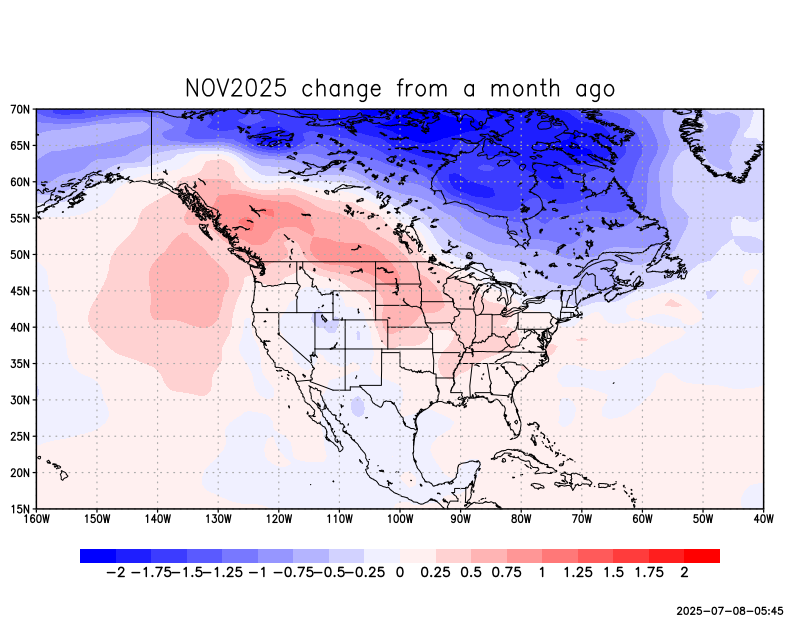 NOV2025 change from a month ago
70N
65N
60N
55N
50N
45N
40N
35N
30N
25N
20N
15N
160W 150W 140W 130W 120W 110W 100W 90W 80W 70W 60W 50W 40W
-2 -1.75 -1.5 -1.25 -1 -0.75 -0.5 -0.25 0 0.25 0.5 0.75 1 1.25 1.5 1.75 2
2025-07-08-05:45